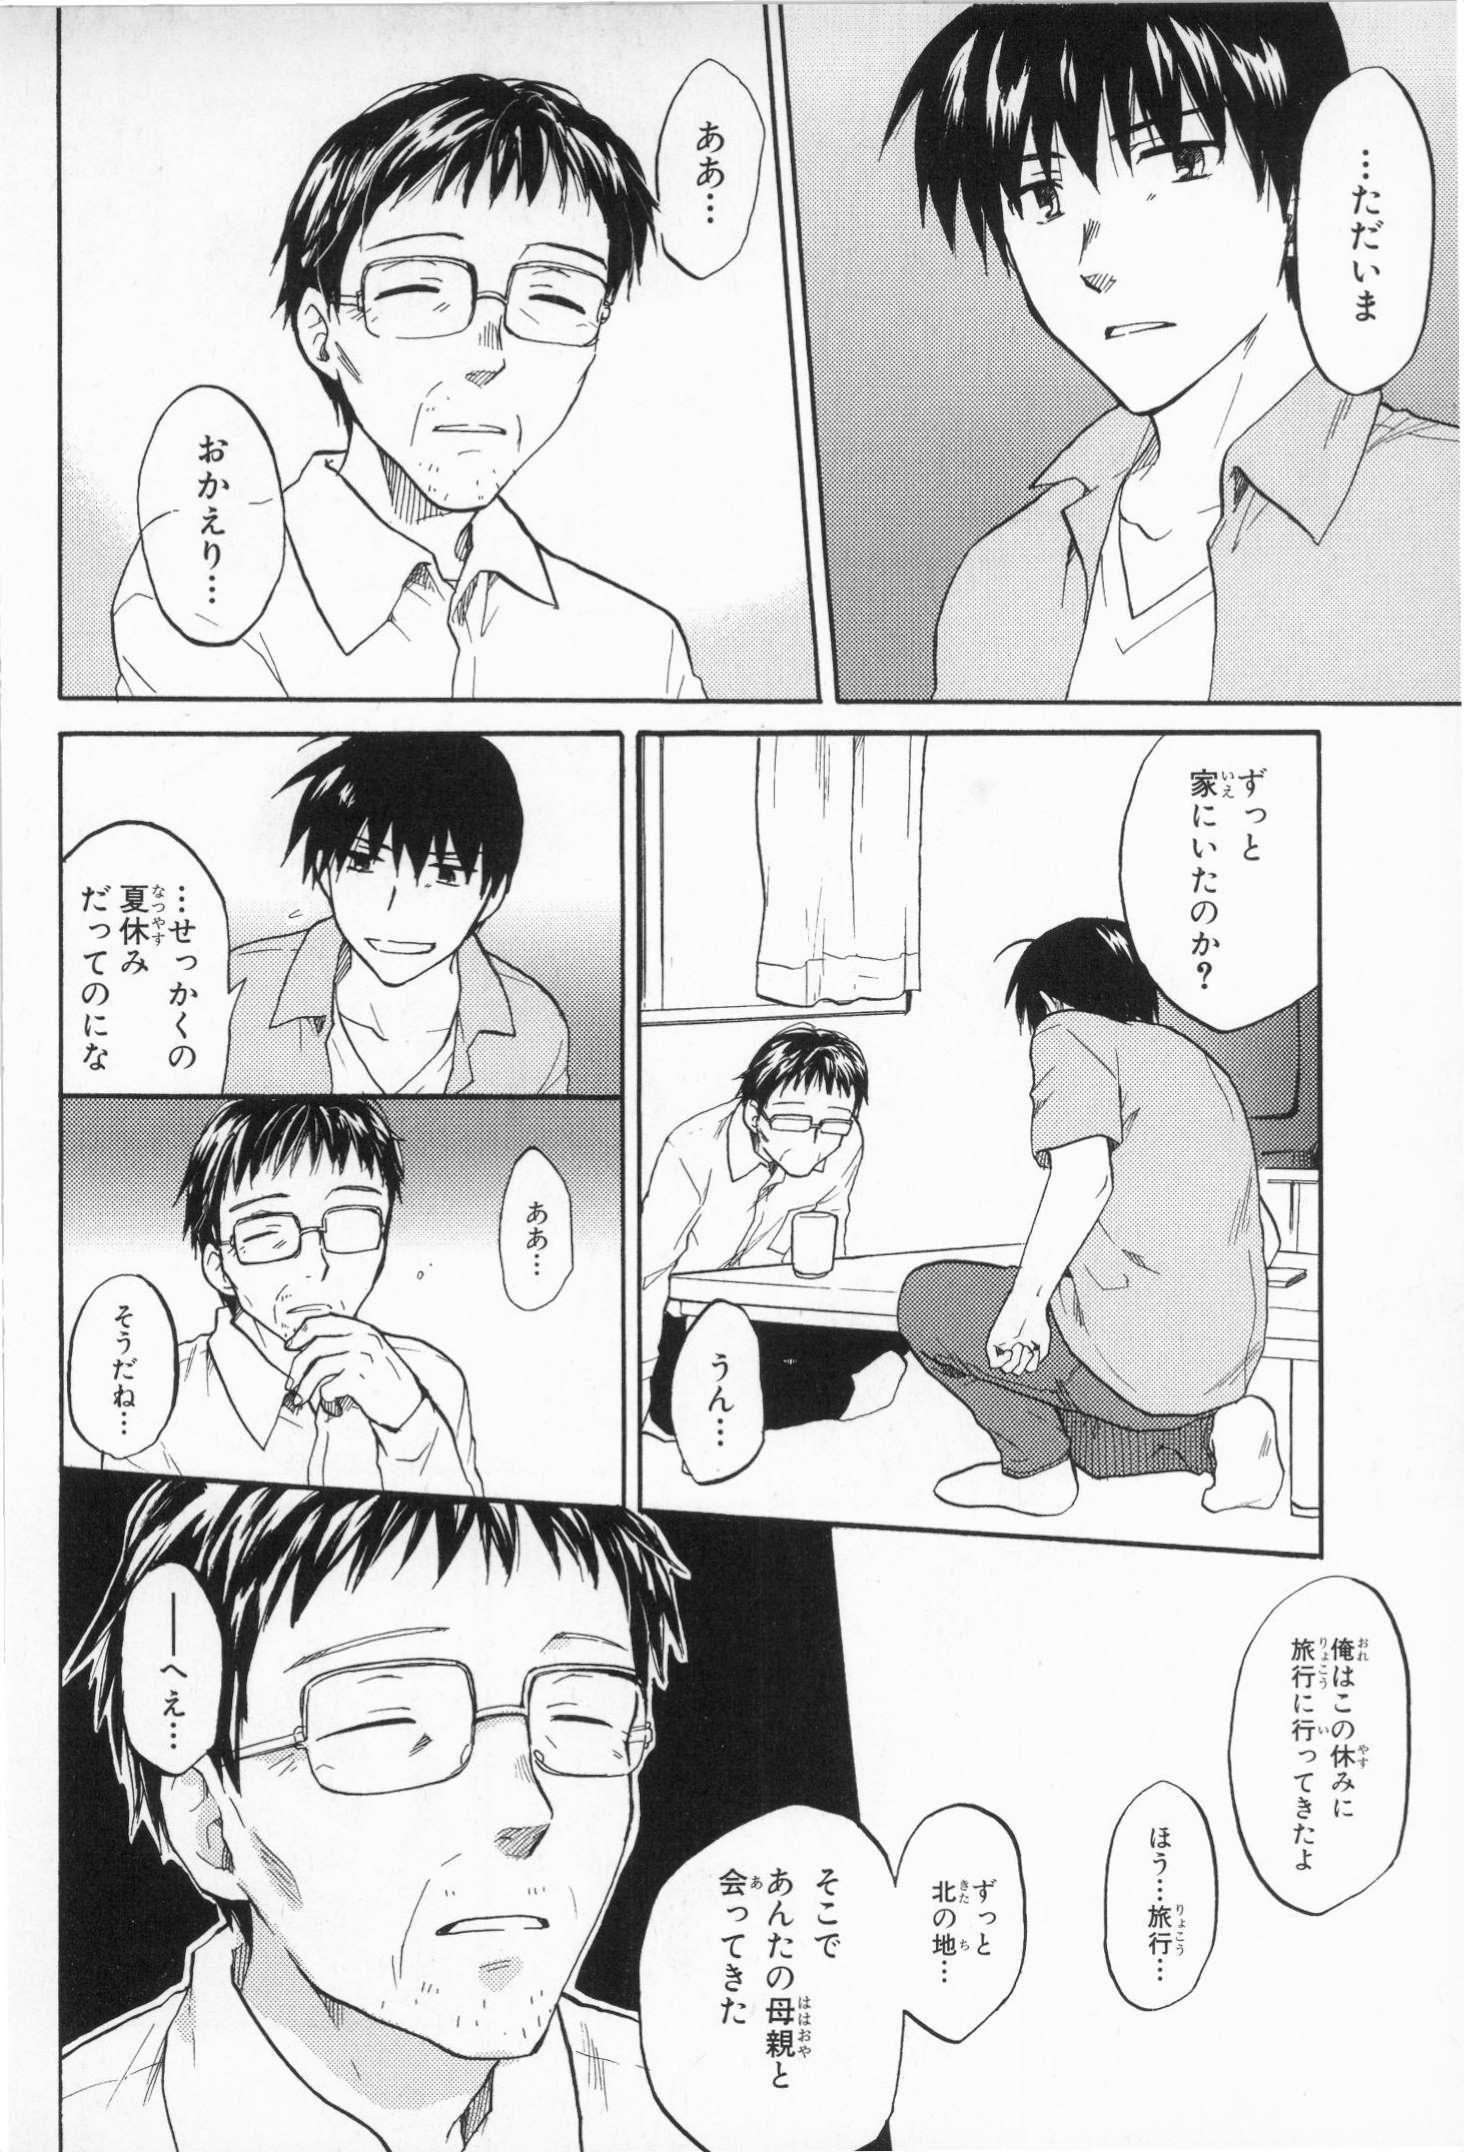 …ただいま
ああ…
おかえり…
ずっと
家にいたのか？
うん…
…せっかくの
夏休み
だってのにな
ああ…
そうだね…
俺はこの休みに
旅行に行ってきたよ
ほう…旅行…
ずっと
北の地…
そこで
あんたの母親と
会ってきた
――へえ…